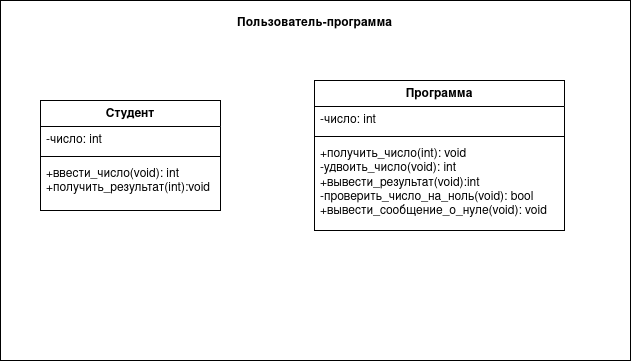 Пользователь-программа
Студент
-число: int
+ввести_число(void): int
+получить_результат(int):void
Программа
-число: int
+получить_число(int): void
-удвоить_число(void): int
+вывести_результат(void):int
-проверить_число_на_ноль(void): bool
+вывести_сообщение_о_нуле(void): void